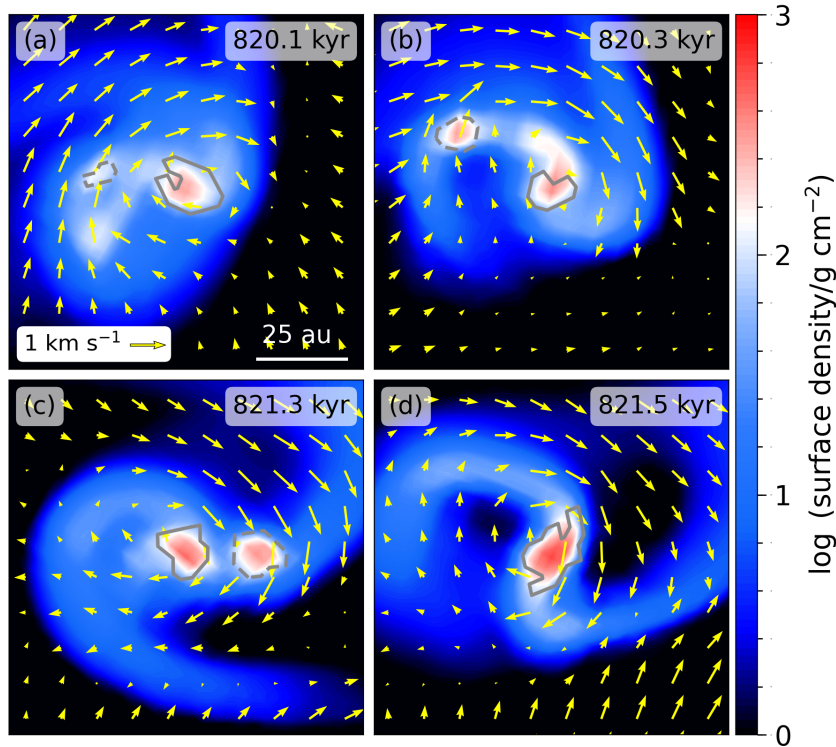 (a) 820.1 kyr
(b) 820.3 kyr
1 km s⁻¹
25 au
(c) 821.3 kyr
(d) 821.5 kyr
3
2
1
0
log (surface density/g cm⁻²)